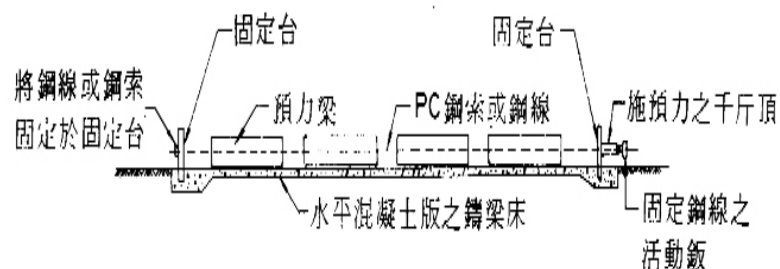 固定台
固定台
將鋼線或鋼索
固定於固定台
預力梁
PC鋼索或鋼線
施預力之千斤頂
水平混凝土版之鑄梁床
固定鋼線之
活動鈑